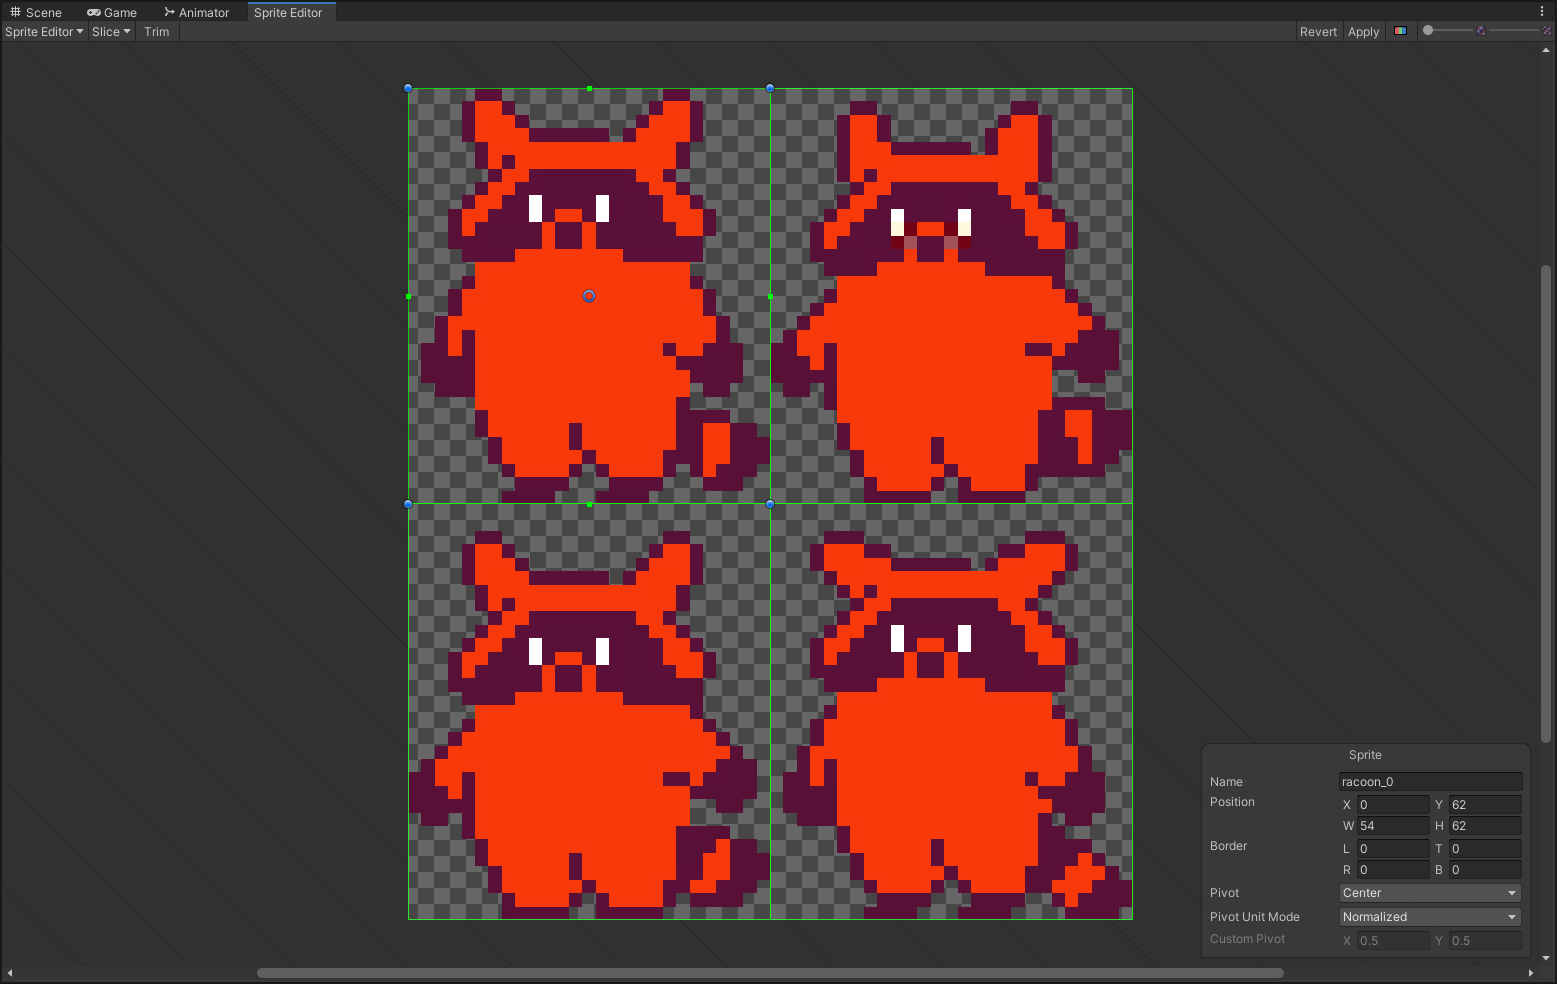 Scene Game Animator Sprite Editor
Sprite Editor Slice Trim Revert Apply
Sprite
Name racoon_0
Position X 0 Y 62
W 54 H 62
Border L 0 T 0
R 0 B 0
Pivot Center
Pivot Unit Mode Normalized
Custom Pivot X 0.5 Y 0.5